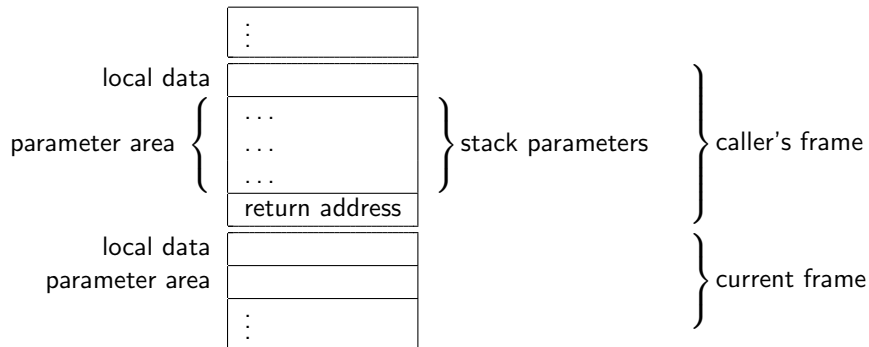 ⋮
local data
parameter area
. . .
. . .
. . .
stack parameters
caller's frame
return address
local data
parameter area
current frame
⋮